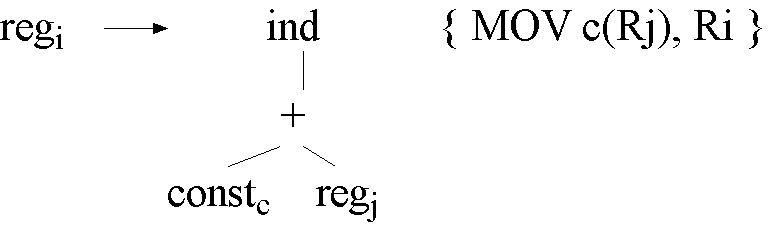 regi ind { MOV c(Rj), Ri }
+
constc regj